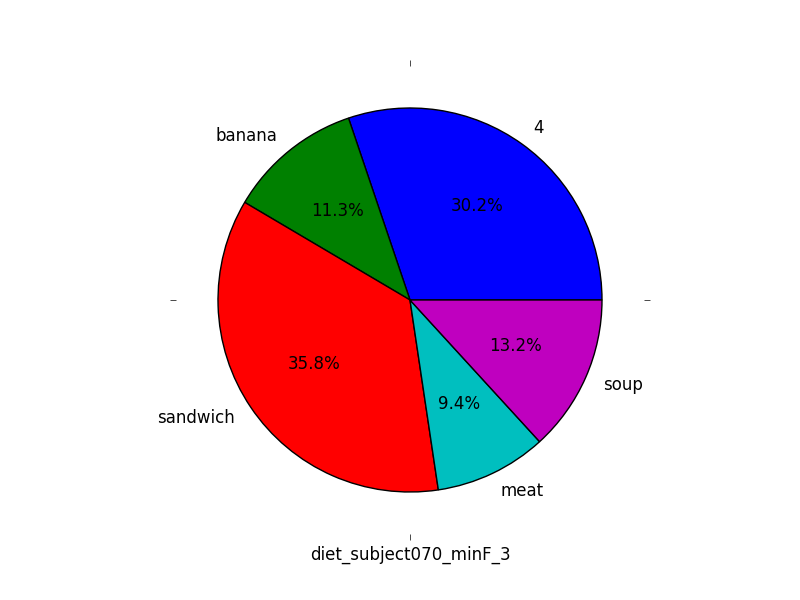 4
banana
30.2%
11.3%
13.2%
35.8%
soup
9.4%
sandwich
meat
diet_subject070_minF_3